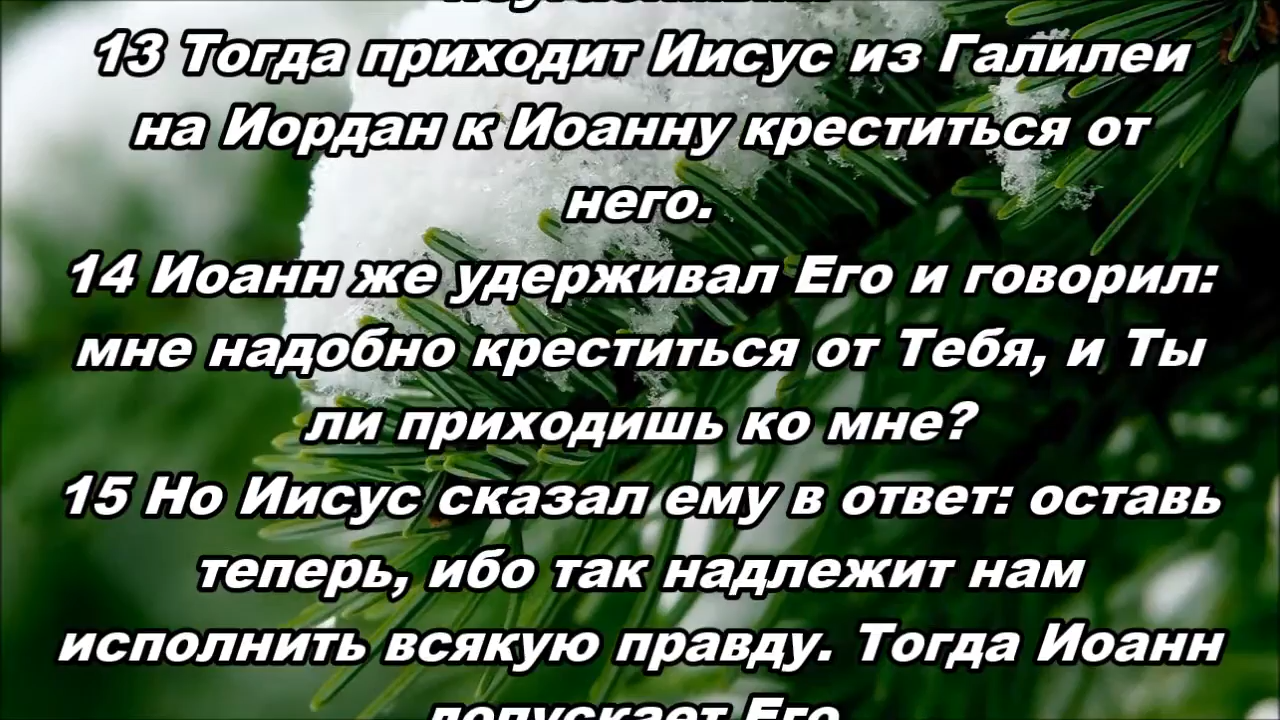 13 Тогда приходит Иисус из Галилеи
на Иордан к Иоанну креститься от
него.
14 Иоанн же удерживал Его и говорил:
мне надобно креститься от Тебя, и Ты
ли приходишь ко мне?
15 Но Иисус сказал ему в ответ: оставь
теперь, ибо так надлежит нам
исполнить всякую правду. Тогда Иоанн
допускает Его